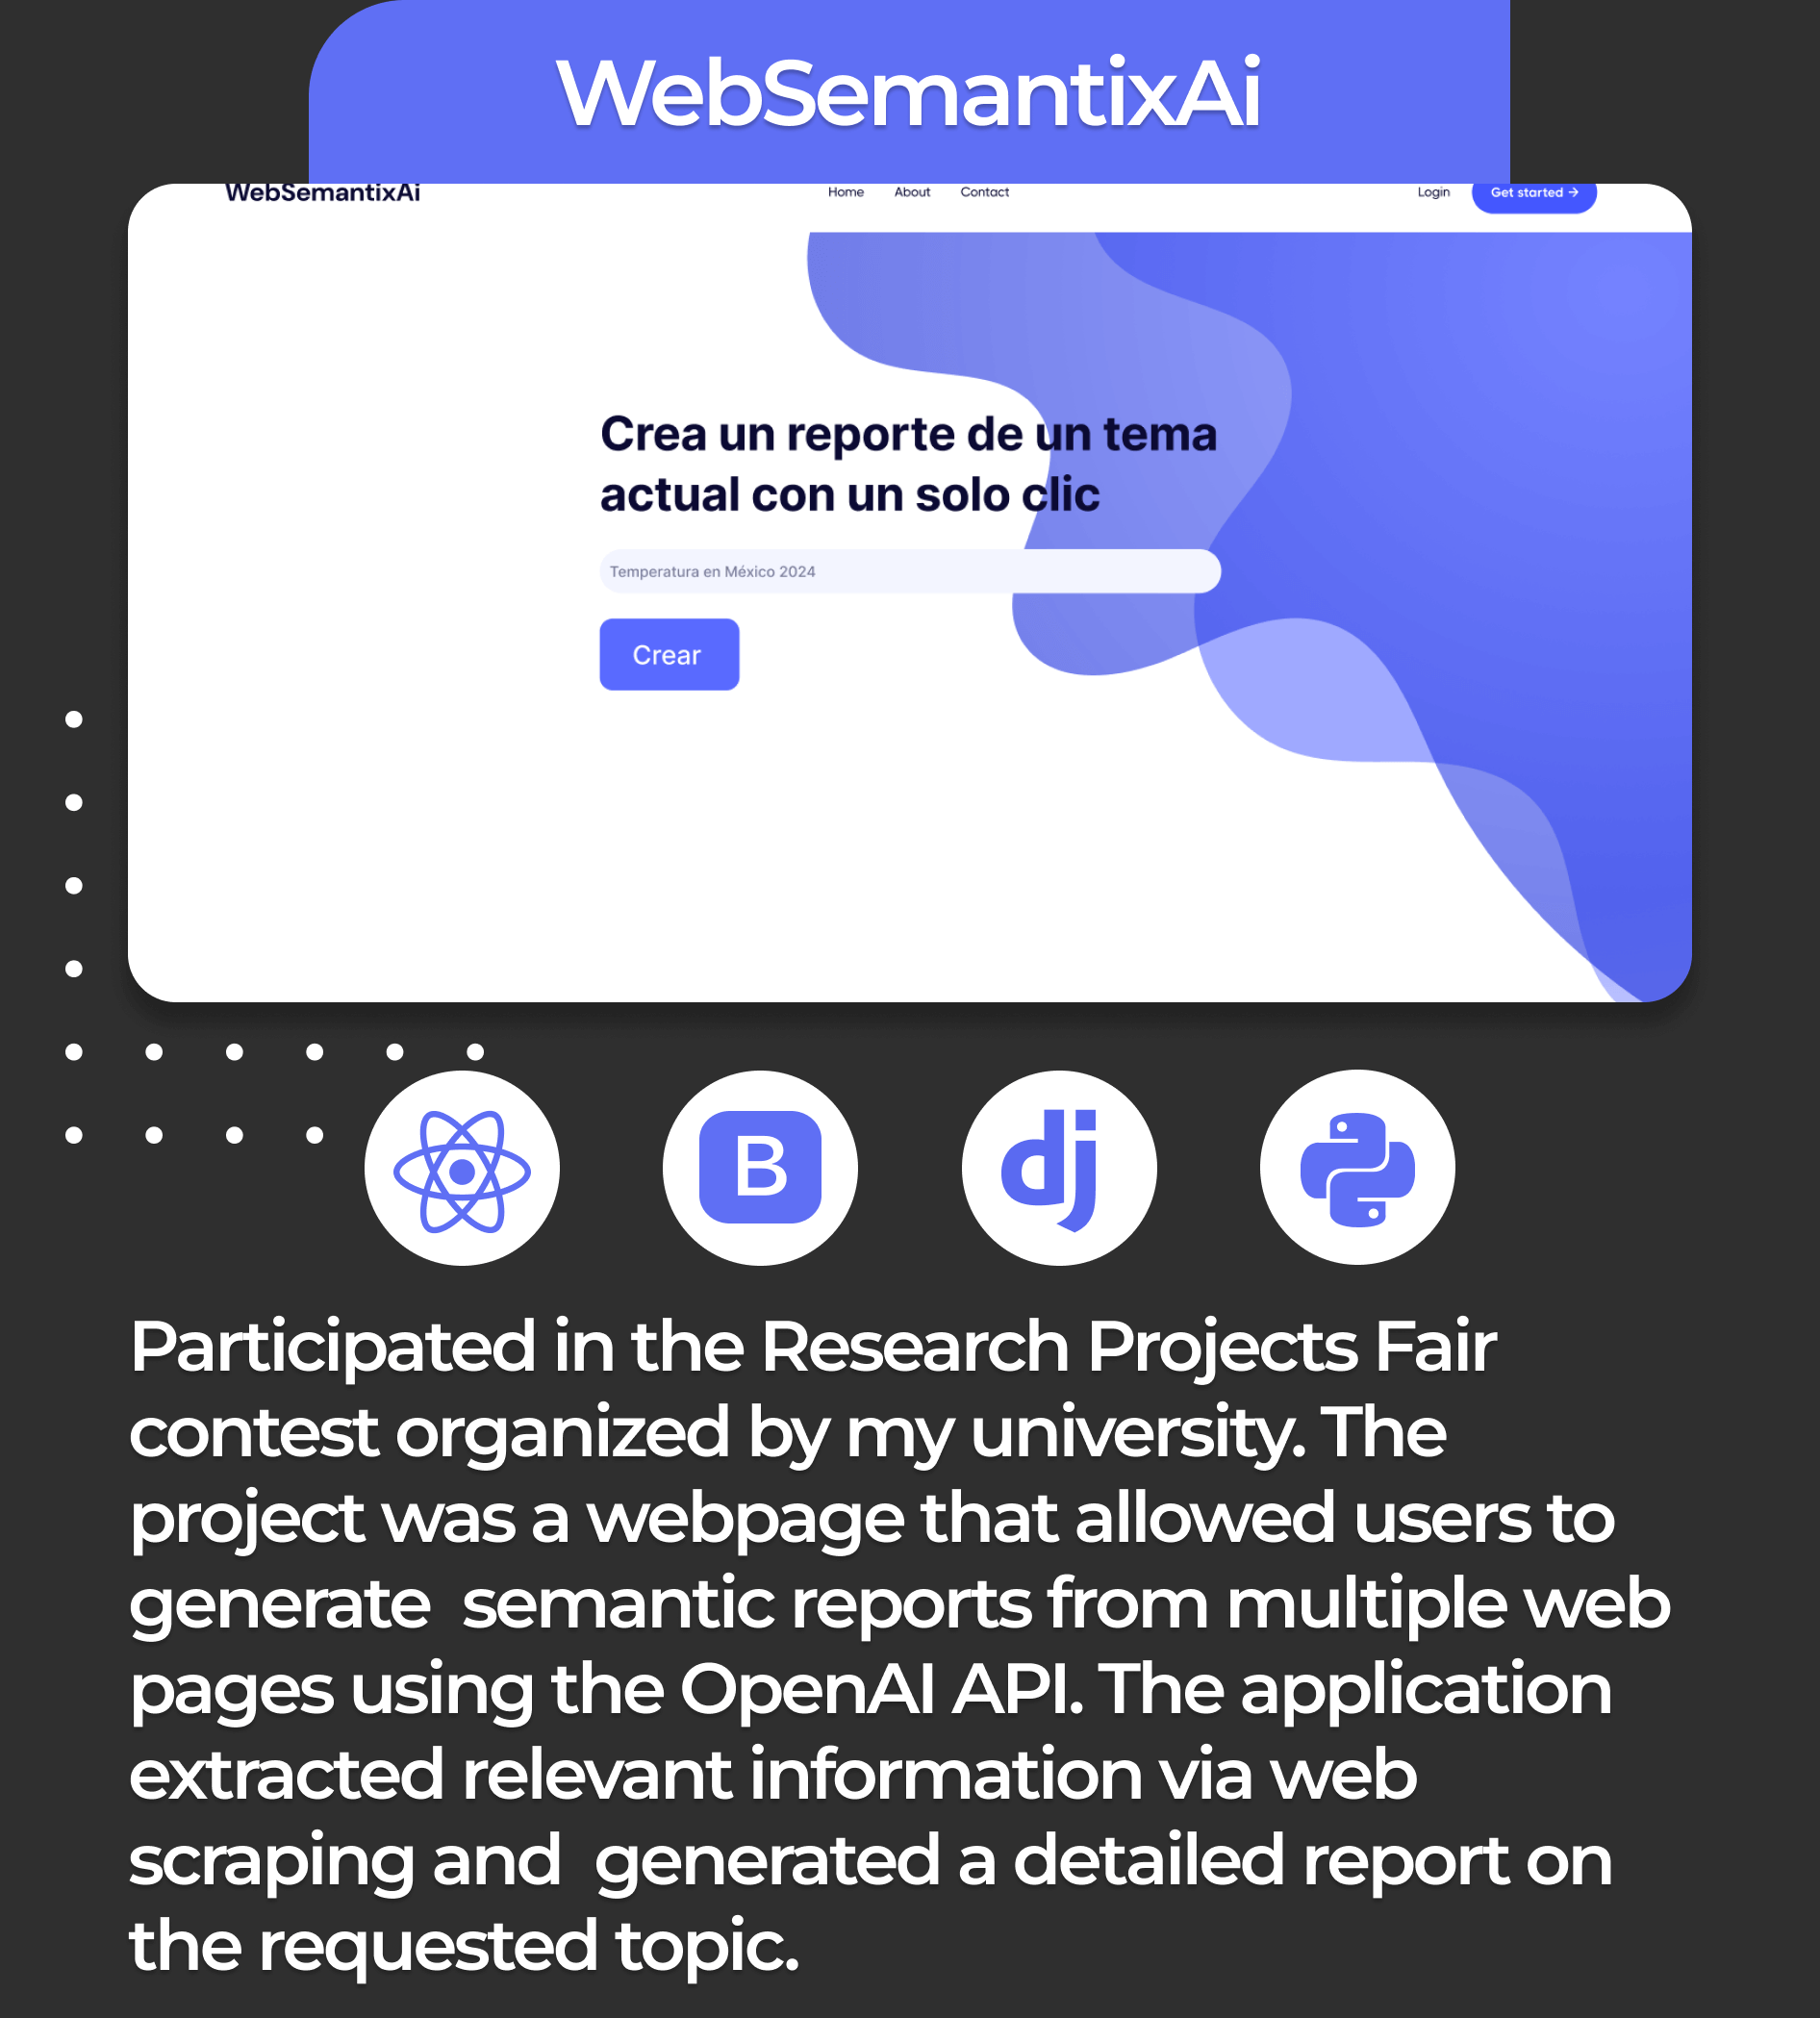 WebSemantixAi
WebSemantixAi
Home About Contact
Login Get started →
Crea un reporte de un tema
actual con un solo clic
Temperatura en México 2024
Crear
B
dj
Participated in the Research Projects Fair
contest organized by my university. The
project was a webpage that allowed users to
generate  semantic reports from multiple web
pages using the OpenAI API. The application
extracted relevant information via web
scraping and  generated a detailed report on
the requested topic.